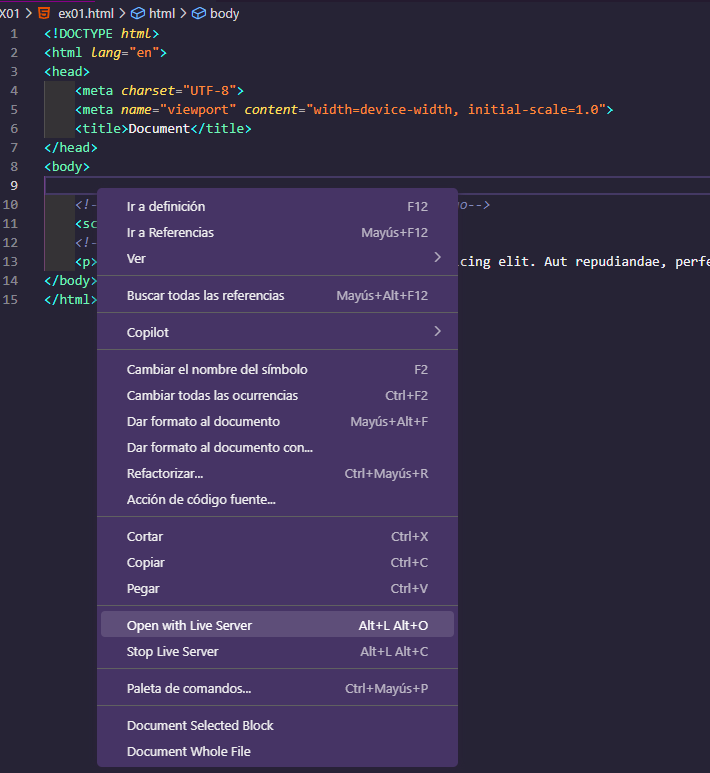 X01 > ex01.html > html > body
1 <!DOCTYPE html>
2 <html lang="en">
3 <head>
4 <meta charset="UTF-8">
5 <meta name="viewport" content="width=device-width, initial-scale=1.0">
6 <title>Document</title>
7 </head>
8 <body>
9
10 <!- o-->
11 <sc
12 <!-
13 <p> cing elit. Aut repudiandae, perfe
14 </body>
15 </html>
Ir a definición F12
Ir a Referencias Mayús+F12
Ver >
Buscar todas las referencias Mayús+Alt+F12
Copilot >
Cambiar el nombre del símbolo F2
Cambiar todas las ocurrencias Ctrl+F2
Dar formato al documento Mayús+Alt+F
Dar formato al documento con...
Refactorizar... Ctrl+Mayús+R
Acción de código fuente...
Cortar Ctrl+X
Copiar Ctrl+C
Pegar Ctrl+V
Open with Live Server Alt+L Alt+O
Stop Live Server Alt+L Alt+C
Paleta de comandos... Ctrl+Mayús+P
Document Selected Block
Document Whole File